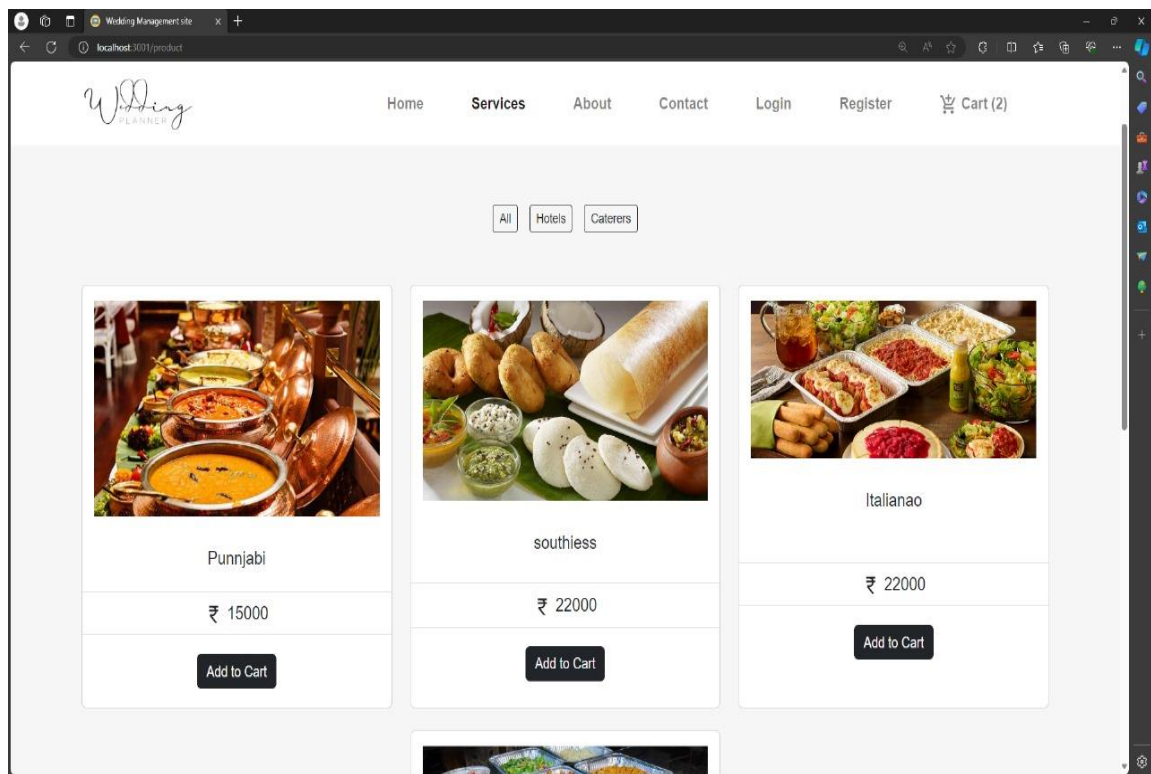 Wedding Management site
localhost:3001/product
Wedding
PLANNER
Home Services About Contact Login Register Cart (2)
All Hotels Caterers
Punnjabi
₹ 15000
Add to Cart
southiess
₹ 22000
Add to Cart
Italianao
₹ 22000
Add to Cart